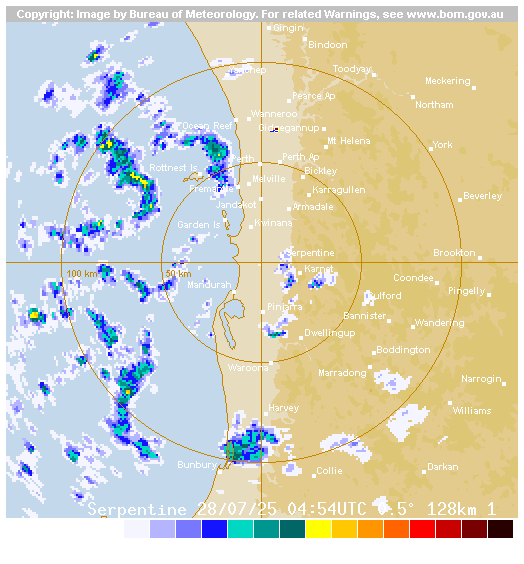 Copyright: Image by Bureau of Meteorology. For related Warnings, see www.bom.gov.au
Gingin
Bindoon
Toodyay
Meckering
Pearce Ap
Northam
Wanneroo
Ocean Reef
Gidgegannup
Mt Helena
York
Perth
Perth Ap
Rottnest Is
Bickley
Melville
Fremantle
Karragullen
Beverley
Jandakot
Armadale
Garden Is
Kwinana
Serpentine
Brookton
100 km
50 km
Karnet
Coondee
Mandurah
Pingelly
Pinjarra
Bannister
Wandering
Dwellingup
Boddington
Waroona
Marradong
Narrogin
Harvey
Williams
Bunbury
Collie
Darkan
Serpentine 28/07/25 04:54UTC 0.5° 128km 1